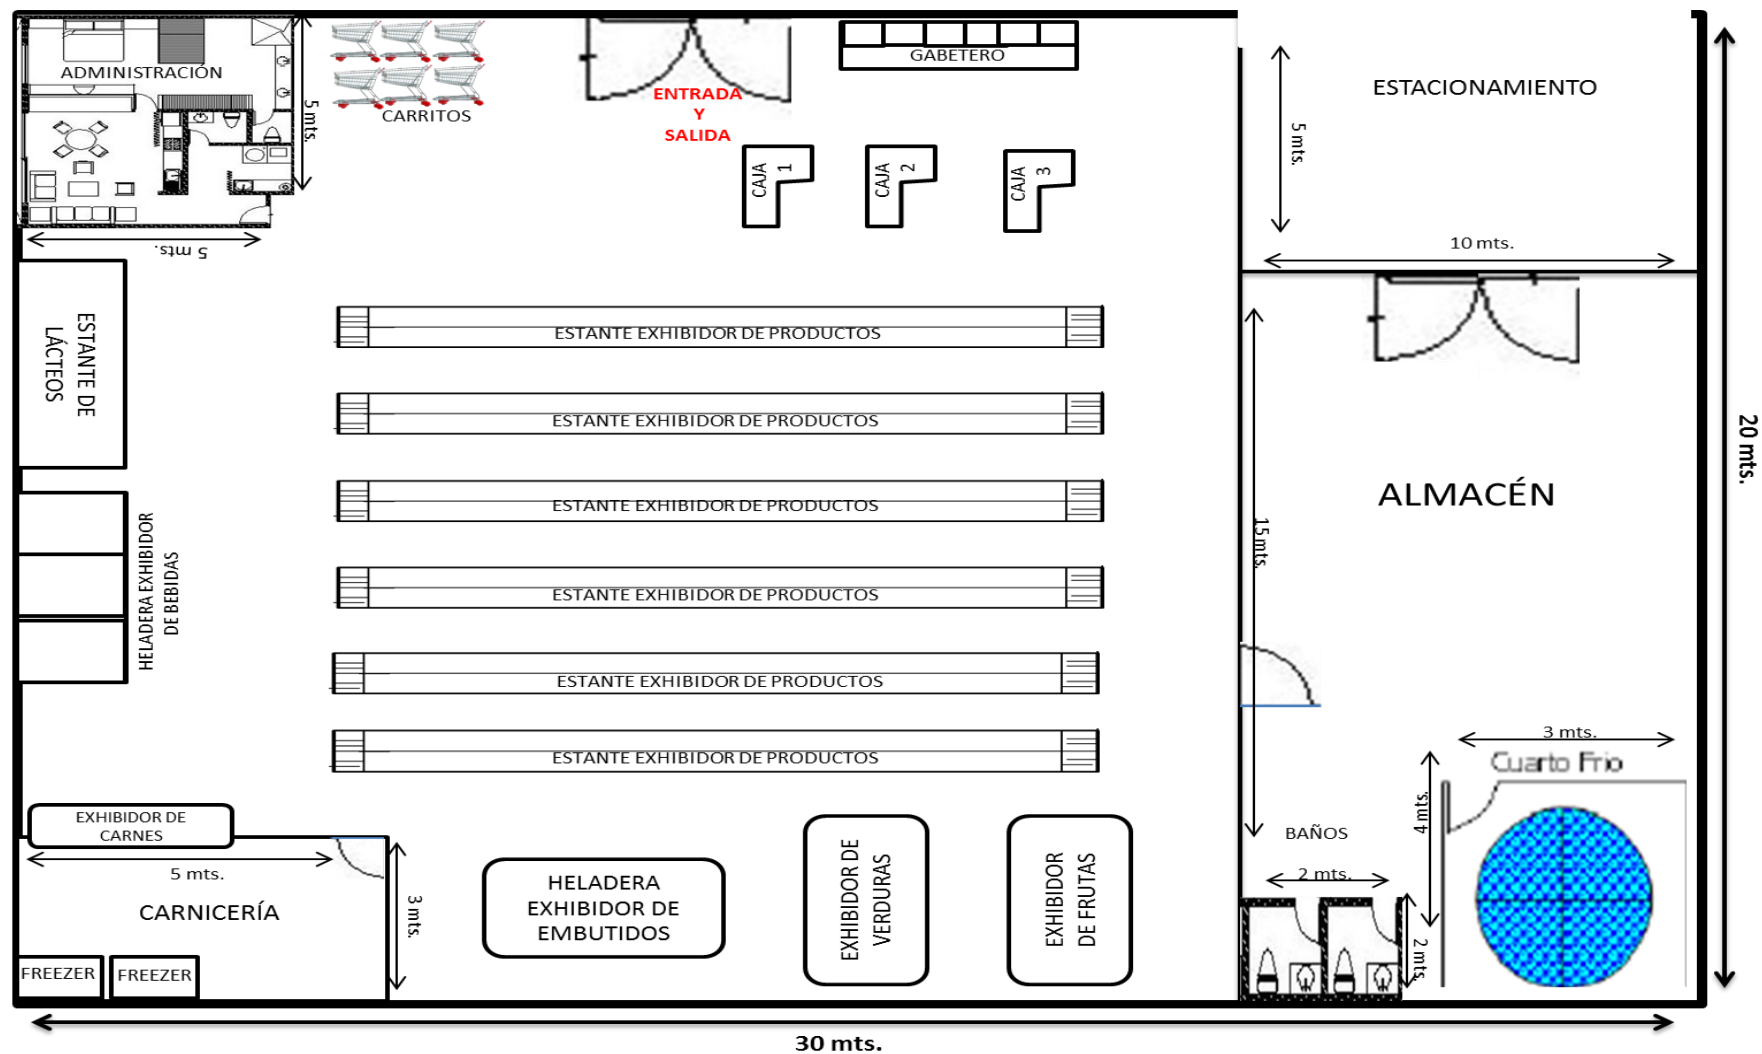 ADMINISTRACIÓN
5 mts.
5 mts.
CARRITOS
ENTRADA
Y
SALIDA
GABETERO
CAJA
1
CAJA
2
CAJA
3
ESTACIONAMIENTO
5 mts.
10 mts.
ESTANTE DE
LÁCTEOS
HELADERA EXHIBIDOR
DE BEBIDAS
ESTANTE EXHIBIDOR DE PRODUCTOS
ESTANTE EXHIBIDOR DE PRODUCTOS
ESTANTE EXHIBIDOR DE PRODUCTOS
ESTANTE EXHIBIDOR DE PRODUCTOS
ESTANTE EXHIBIDOR DE PRODUCTOS
ESTANTE EXHIBIDOR DE PRODUCTOS
15 mts.
ALMACÉN
20 mts.
3 mts.
Cuarto Frio
4 mts.
BAÑOS
2 mts.
2 mts.
EXHIBIDOR DE
CARNES
5 mts.
CARNICERÍA
3 mts.
FREEZER
FREEZER
HELADERA
EXHIBIDOR DE
EMBUTIDOS
EXHIBIDOR DE
VERDURAS
EXHIBIDOR
DE FRUTAS
30 mts.